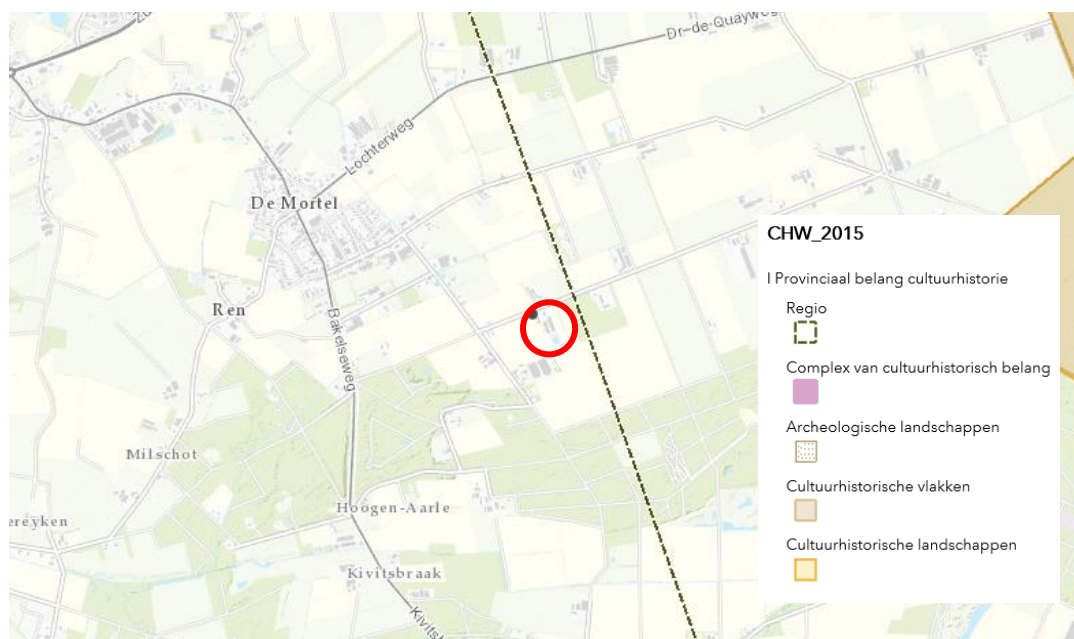 Dr-de-Quayweg
Lochterweg
De Mortel
Ren
Bakelseweg
Milschot
ereyken
Hoogen-Aarle
Kivitsbraak
CHW_2015
I Provinciaal belang cultuurhistorie
Regio
Complex van cultuurhistorisch belang
Archeologische landschappen
Cultuurhistorische vlakken
Cultuurhistorische landschappen